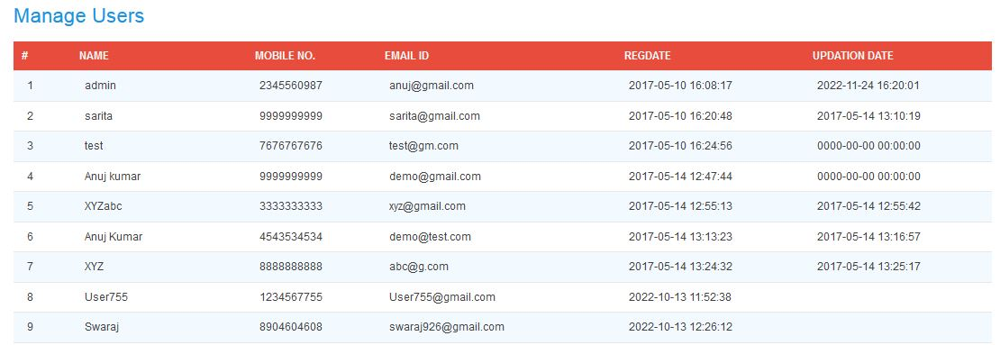 Manage Users
# NAME MOBILE NO. EMAIL ID REGDATE UPDATION DATE
1 admin 2345560987 anuj@gmail.com 2017-05-10 16:08:17 2022-11-24 16:20:01
2 sarita 9999999999 sarita@gmail.com 2017-05-10 16:20:48 2017-05-14 13:10:19
3 test 7676767676 test@gm.com 2017-05-10 16:24:56 0000-00-00 00:00:00
4 Anuj kumar 9999999999 demo@gmail.com 2017-05-14 12:47:44 0000-00-00 00:00:00
5 XYZabc 3333333333 xyz@gmail.com 2017-05-14 12:55:13 2017-05-14 12:55:42
6 Anuj Kumar 4543534534 demo@test.com 2017-05-14 13:13:23 2017-05-14 13:16:57
7 XYZ 8888888888 abc@g.com 2017-05-14 13:24:32 2017-05-14 13:25:17
8 User755 1234567755 User755@gmail.com 2022-10-13 11:52:38
9 Swaraj 8904604608 swaraj926@gmail.com 2022-10-13 12:26:12